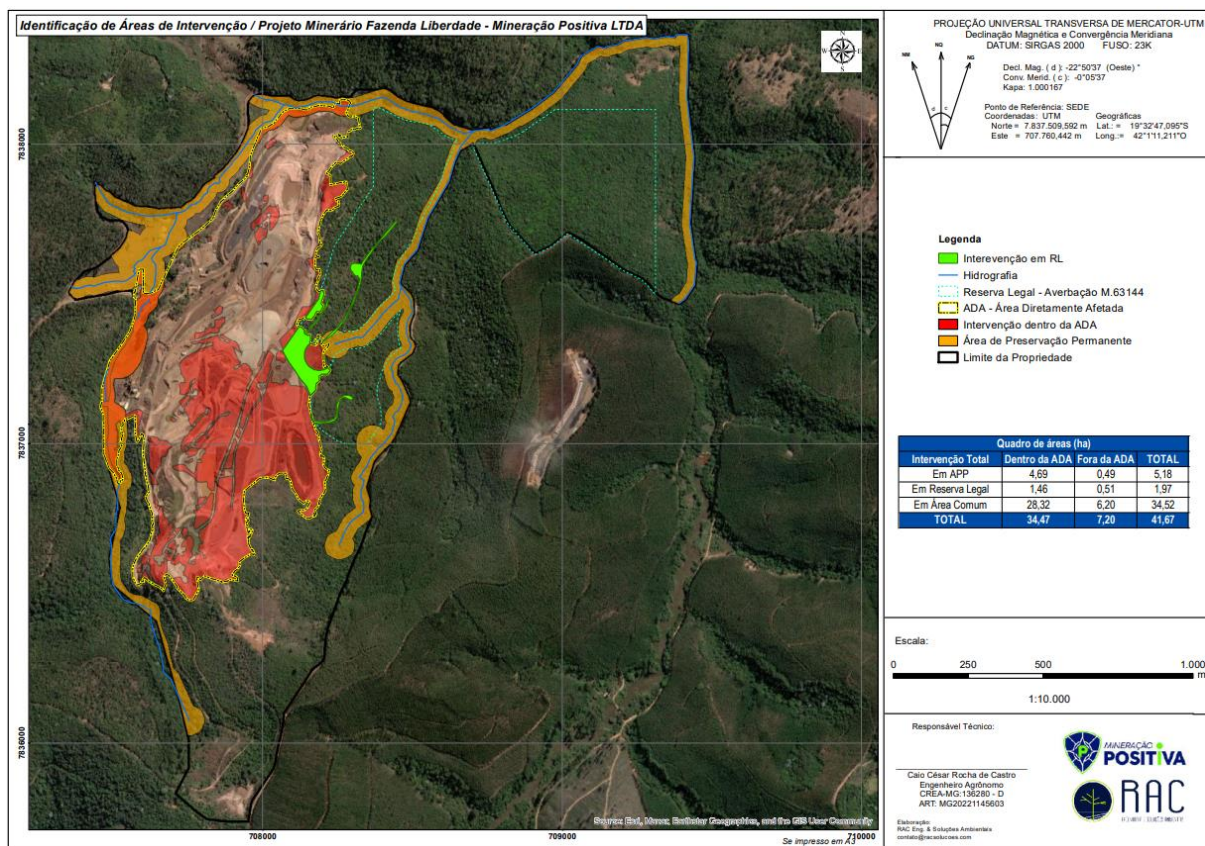 Identificação de Áreas de Intervenção / Projeto Minerário Fazenda Liberdade - Mineração Positiva LTDA
N
W E
S
7838000
7837000
7836000
708000
709000
710000
Source: Esri, Maxar, Earthstar Geographics, and the GIS User Community
Se impresso em A3
PROJEÇÃO UNIVERSAL TRANSVERSA DE MERCATOR-UTM
Declinação Magnética e Convergência Meridiana
DATUM: SIRGAS 2000 FUSO: 23K
NM NQ NG
d c
Decl. Mag. ( d ): -22°50'37 (Oeste) "
Conv. Merid. ( c ): -0°05'37
Kapa: 1.000167
Ponto de Referência: SEDE
Coordenadas: UTM Geográficas
Norte = 7.837.509,592 m Lat.: = 19°32'47,095"S
Este = 707.760,442 m Long.:= 42°1'11,211"O
Legenda
Interevenção em RL
Hidrografia
Reserva Legal - Averbação M.63144
ADA - Área Diretamente Afetada
Intervenção dentro da ADA
Área de Preservação Permanente
Limite da Propriedade
Quadro de áreas (ha)
Intervenção Total Dentro da ADA Fora da ADA TOTAL
Em APP 4,69 0,49 5,18
Em Reserva Legal 1,46 0,51 1,97
Em Área Comum 28,32 6,20 34,52
TOTAL 34,47 7,20 41,67
Escala:
0 250 500 1.000
m
1:10.000
Responsável Técnico:
Caio César Rocha de Castro
Engenheiro Agrônomo
CREA-MG:136280 - D
ART: MG20221145603
P
MINERAÇÃO
POSITIVA
RAC
Elaboração:
RAC Eng. & Soluções Ambientais
contato@racsolucoes.com